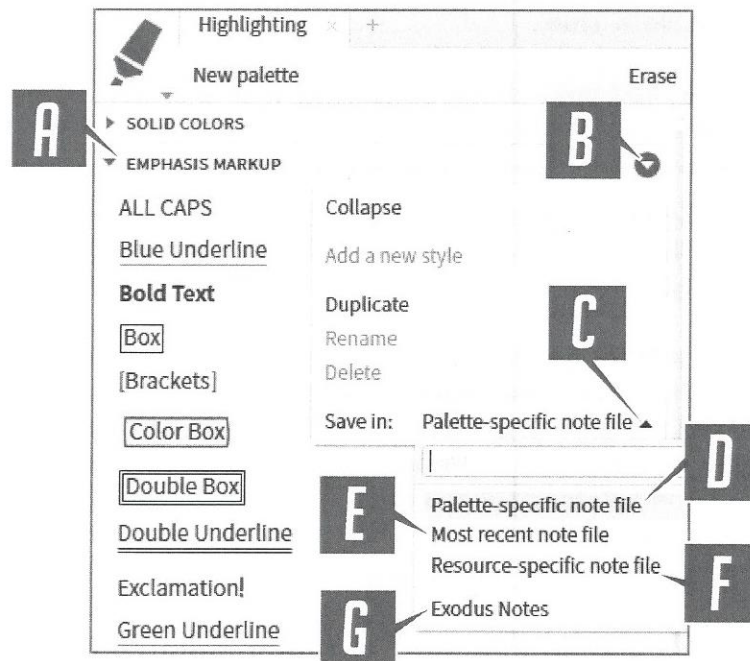 Highlighting × +
New palette Erase
A
SOLID COLORS
B
EMPHASIS MARKUP
ALL CAPS Collapse
Blue Underline Add a new style
Bold Text Duplicate
C
Box Rename
[Brackets] Delete
Color Box Save in: Palette-specific note file
D
Double Box Palette-specific note file
E
Double Underline Most recent note file
Resource-specific note file
F
Exclamation! Exodus Notes
G
Green Underline